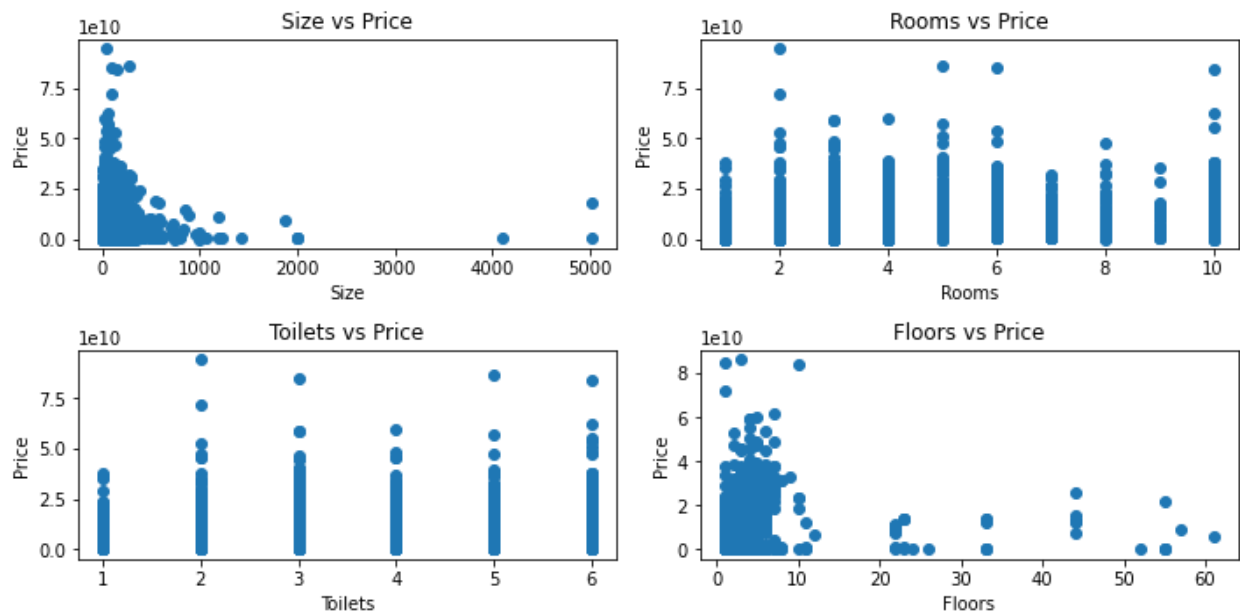 Size vs Price
1e10
7.5
5.0
2.5
0.0
Price
0 1000 2000 3000 4000 5000
Size
Rooms vs Price
1e10
7.5
5.0
2.5
0.0
Price
2 4 6 8 10
Rooms
Toilets vs Price
1e10
7.5
5.0
2.5
0.0
Price
1 2 3 4 5 6
Toilets
Floors vs Price
1e10
8
6
4
2
0
Price
0 10 20 30 40 50 60
Floors